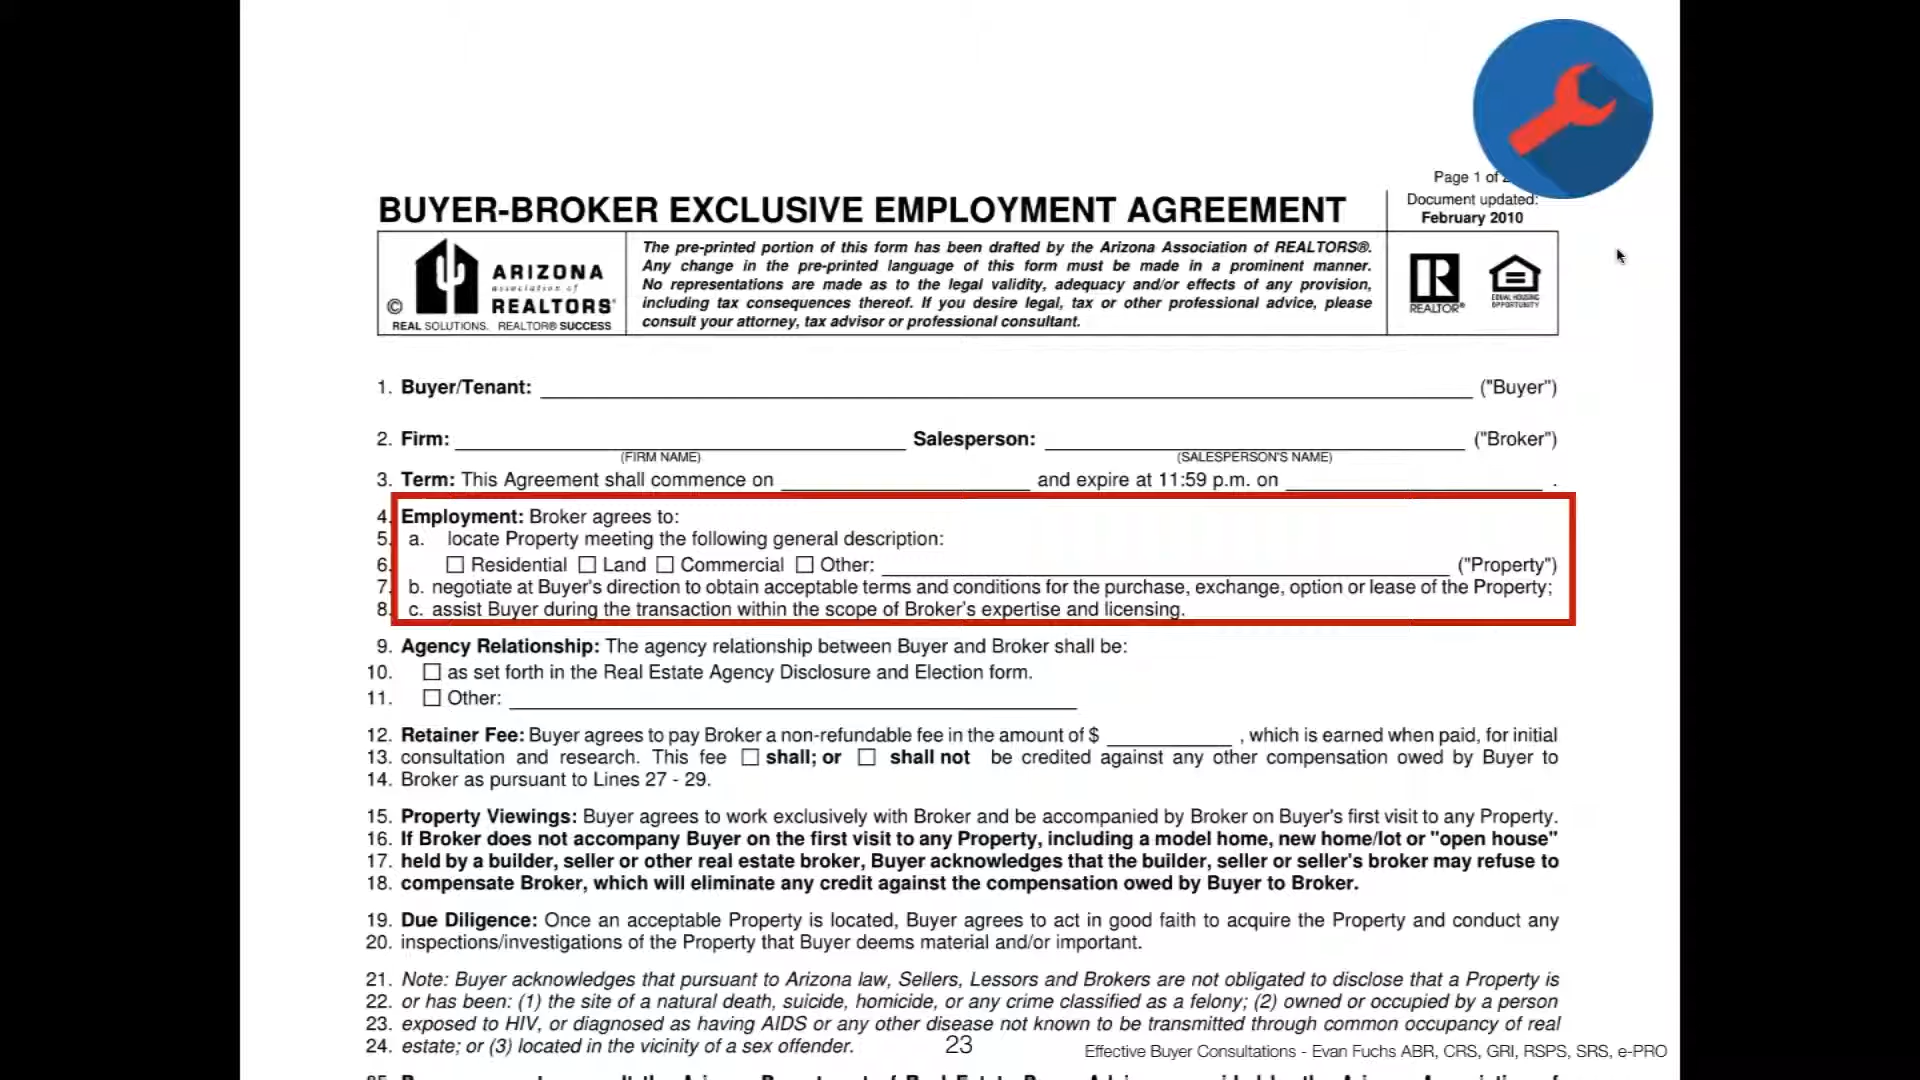 Page 1 of
BUYER-BROKER EXCLUSIVE EMPLOYMENT AGREEMENT
Document updated:
February 2010
© ARIZONA
association of
REALTORS®
REAL SOLUTIONS. REALTOR® SUCCESS
The pre-printed portion of this form has been drafted by the Arizona Association of REALTORS®.
Any change in the pre-printed language of this form must be made in a prominent manner.
No representations are made as to the legal validity, adequacy and/or effects of any provision,
including tax consequences thereof. If you desire legal, tax or other professional advice, please
consult your attorney, tax advisor or professional consultant.
REALTOR®
EQUAL HOUSING
OPPORTUNITY
1. Buyer/Tenant: ("Buyer")
2. Firm: Salesperson: ("Broker")
(FIRM NAME) (SALESPERSON'S NAME)
3. Term: This Agreement shall commence on and expire at 11:59 p.m. on .
4. Employment: Broker agrees to:
5. a. locate Property meeting the following general description:
6. ☐ Residential ☐ Land ☐ Commercial ☐ Other: ("Property")
7. b. negotiate at Buyer's direction to obtain acceptable terms and conditions for the purchase, exchange, option or lease of the Property;
8. c. assist Buyer during the transaction within the scope of Broker's expertise and licensing.
9. Agency Relationship: The agency relationship between Buyer and Broker shall be:
10. ☐ as set forth in the Real Estate Agency Disclosure and Election form.
11. ☐ Other:
12. Retainer Fee: Buyer agrees to pay Broker a non-refundable fee in the amount of $ , which is earned when paid, for initial
13. consultation and research. This fee ☐ shall; or ☐ shall not be credited against any other compensation owed by Buyer to
14. Broker as pursuant to Lines 27 - 29.
15. Property Viewings: Buyer agrees to work exclusively with Broker and be accompanied by Broker on Buyer's first visit to any Property.
16. If Broker does not accompany Buyer on the first visit to any Property, including a model home, new home/lot or "open house"
17. held by a builder, seller or other real estate broker, Buyer acknowledges that the builder, seller or seller's broker may refuse to
18. compensate Broker, which will eliminate any credit against the compensation owed by Buyer to Broker.
19. Due Diligence: Once an acceptable Property is located, Buyer agrees to act in good faith to acquire the Property and conduct any
20. inspections/investigations of the Property that Buyer deems material and/or important.
21. Note: Buyer acknowledges that pursuant to Arizona law, Sellers, Lessors and Brokers are not obligated to disclose that a Property is
22. or has been: (1) the site of a natural death, suicide, homicide, or any crime classified as a felony; (2) owned or occupied by a person
23. exposed to HIV, or diagnosed as having AIDS or any other disease not known to be transmitted through common occupancy of real
24. estate; or (3) located in the vicinity of a sex offender.
23
Effective Buyer Consultations - Evan Fuchs ABR, CRS, GRI, RSPS, SRS, e-PRO